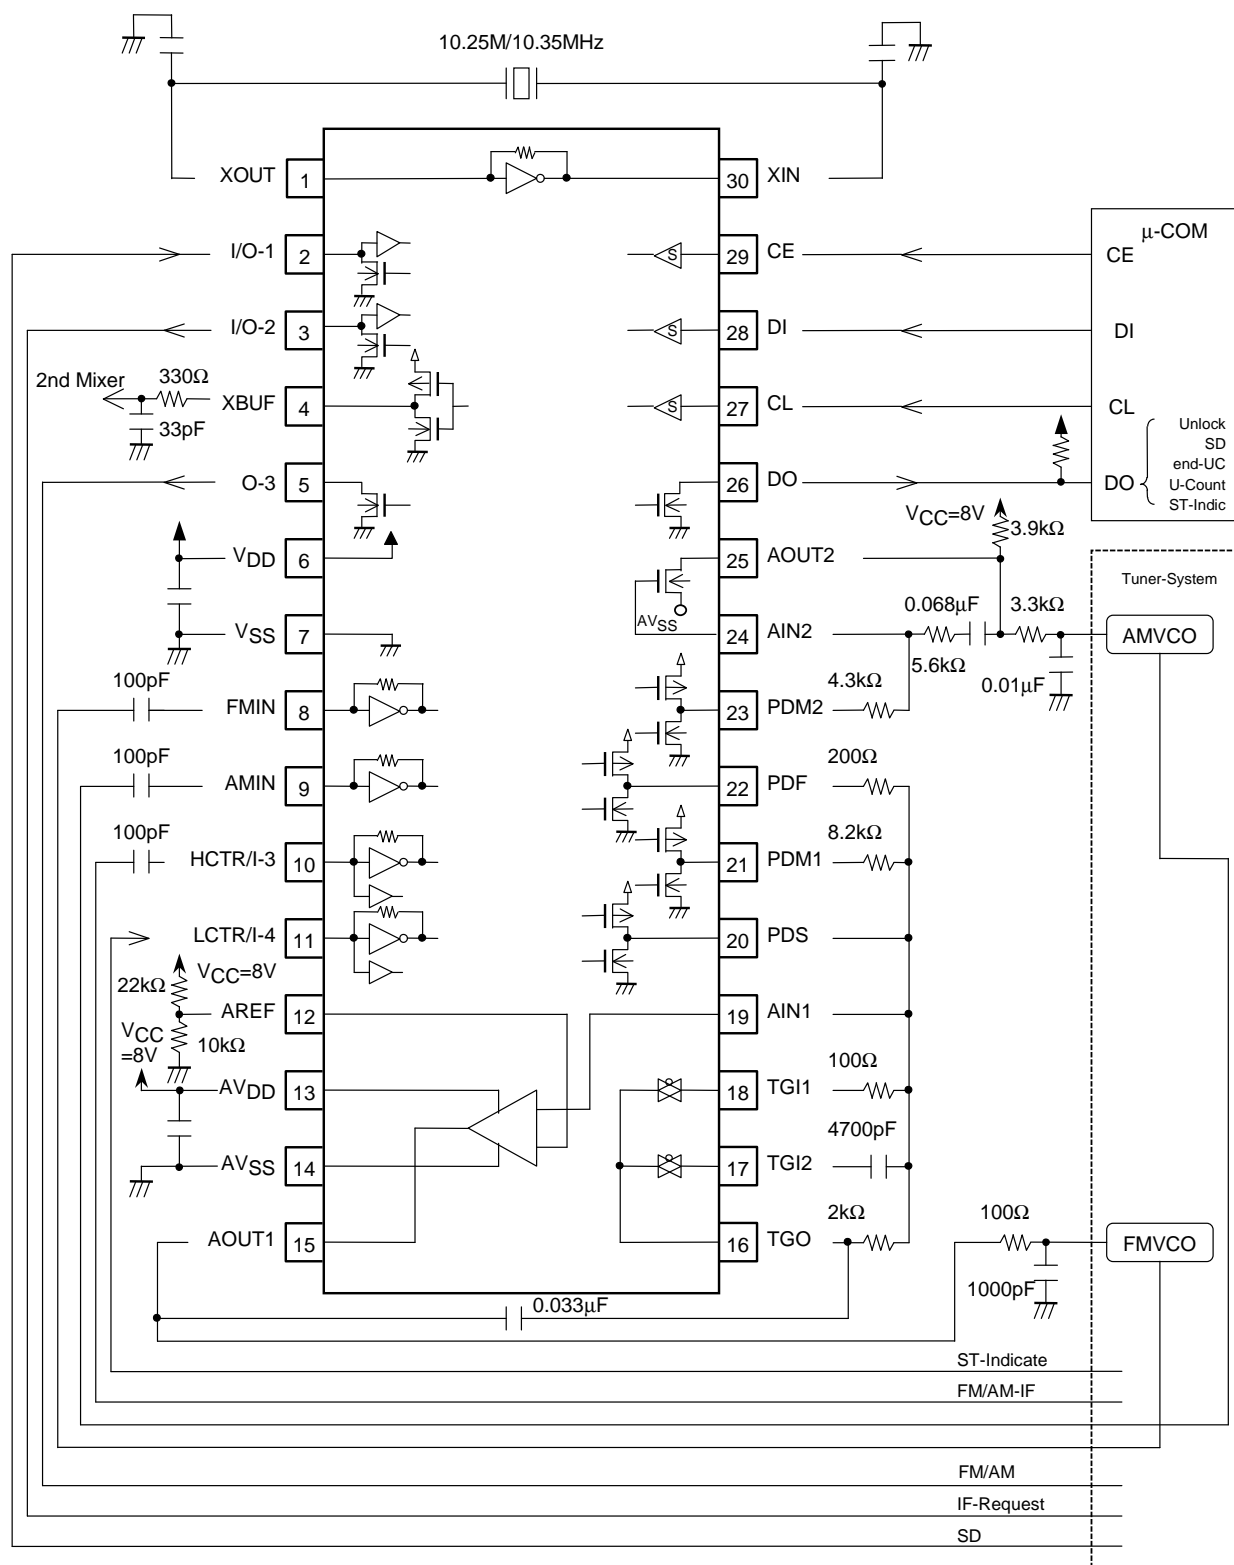 10.25M/10.35MHz
XOUT 1
30 XIN
μ-COM
I/O-1 2
S
29 CE
CE
I/O-2 3
S
28 DI
DI
2nd Mixer
330Ω
XBUF 4
33pF
S
27 CL
CL
Unlock
SD
end-UC
U-Count
ST-Indic
O-3 5
26 DO
DO
VCC=8V
3.9kΩ
VDD 6
25 AOUT2
Tuner-System
AVSS
0.068μF
3.3kΩ
VSS 7
24 AIN2
AMVCO
5.6kΩ
0.01μF
100pF
FMIN 8
4.3kΩ
23 PDM2
100pF
AMIN 9
200Ω
22 PDF
100pF
HCTR/I-3 10
8.2kΩ
21 PDM1
LCTR/I-4 11
20 PDS
VCC=8V
22kΩ
AREF 12
19 AIN1
VCC
=8V
10kΩ
AVDD 13
100Ω
18 TGI1
4700pF
AVSS 14
17 TGI2
2kΩ
AOUT1 15
16 TGO
100Ω
FMVCO
1000pF
0.033μF
ST-Indicate
FM/AM-IF
FM/AM
IF-Request
SD